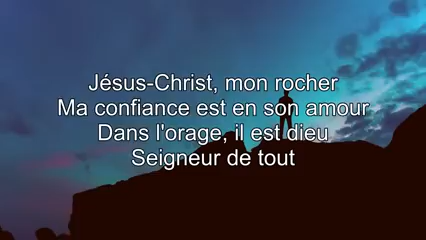 Jésus-Christ, mon rocher
Ma confiance est en son amour
Dans l'orage, il est dieu
Seigneur de tout